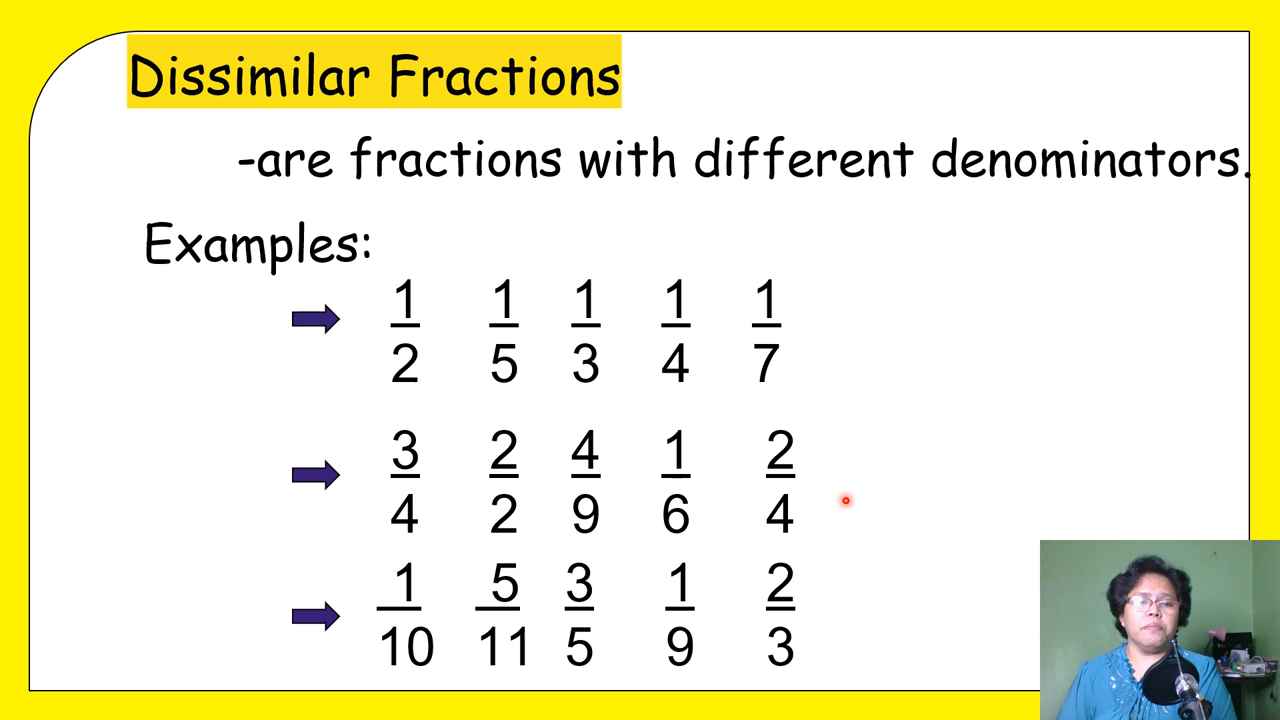 Dissimilar Fractions
-are fractions with different denominators.
Examples:
1 1 1 1 1
2 5 3 4 7
3 2 4 1 2
4 2 9 6 4
1 5 3 1 2
10 11 5 9 3